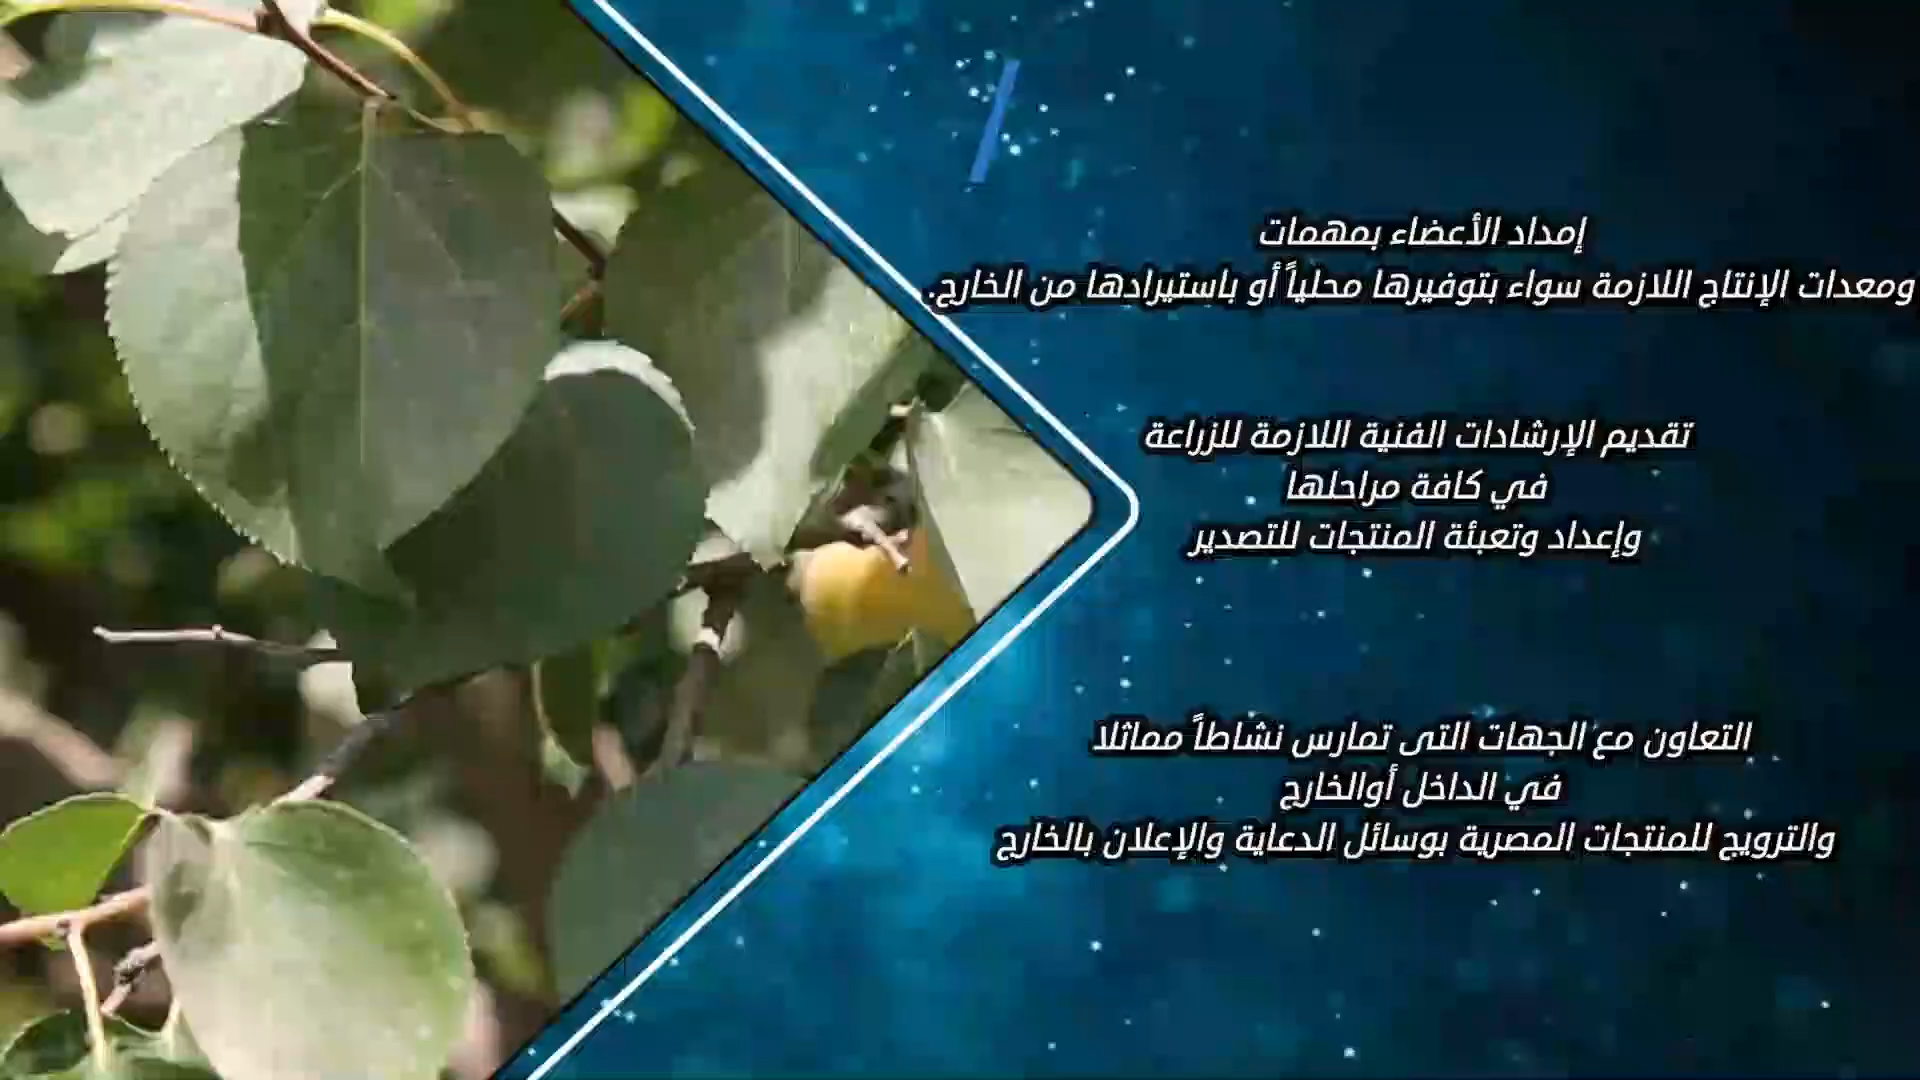 إمداد الأعضاء بمهمات
ومعدات الإنتاج اللازمة سواء بتوفيرها محلياً أو باستيرادها من الخارج.
تقديم الإرشادات الفنية اللازمة للزراعة
في كافة مراحلها
وإعداد وتعبئة المنتجات للتصدير
التعاون مع الجهات التى تمارس نشاطاً مماثلا
في الداخل أوالخارج
والترويج للمنتجات المصرية بوسائل الدعاية والإعلان بالخارج